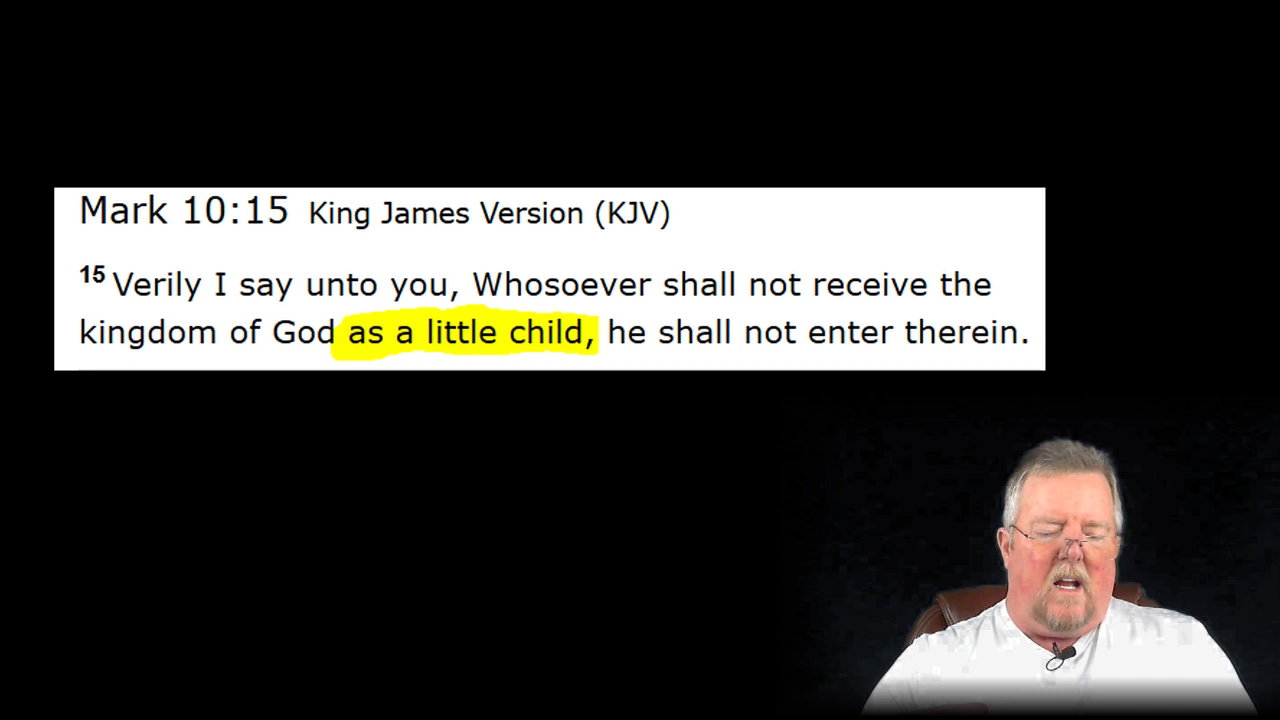 Mark 10:15 King James Version (KJV)
15 Verily I say unto you, Whosoever shall not receive the
kingdom of God as a little child, he shall not enter therein.